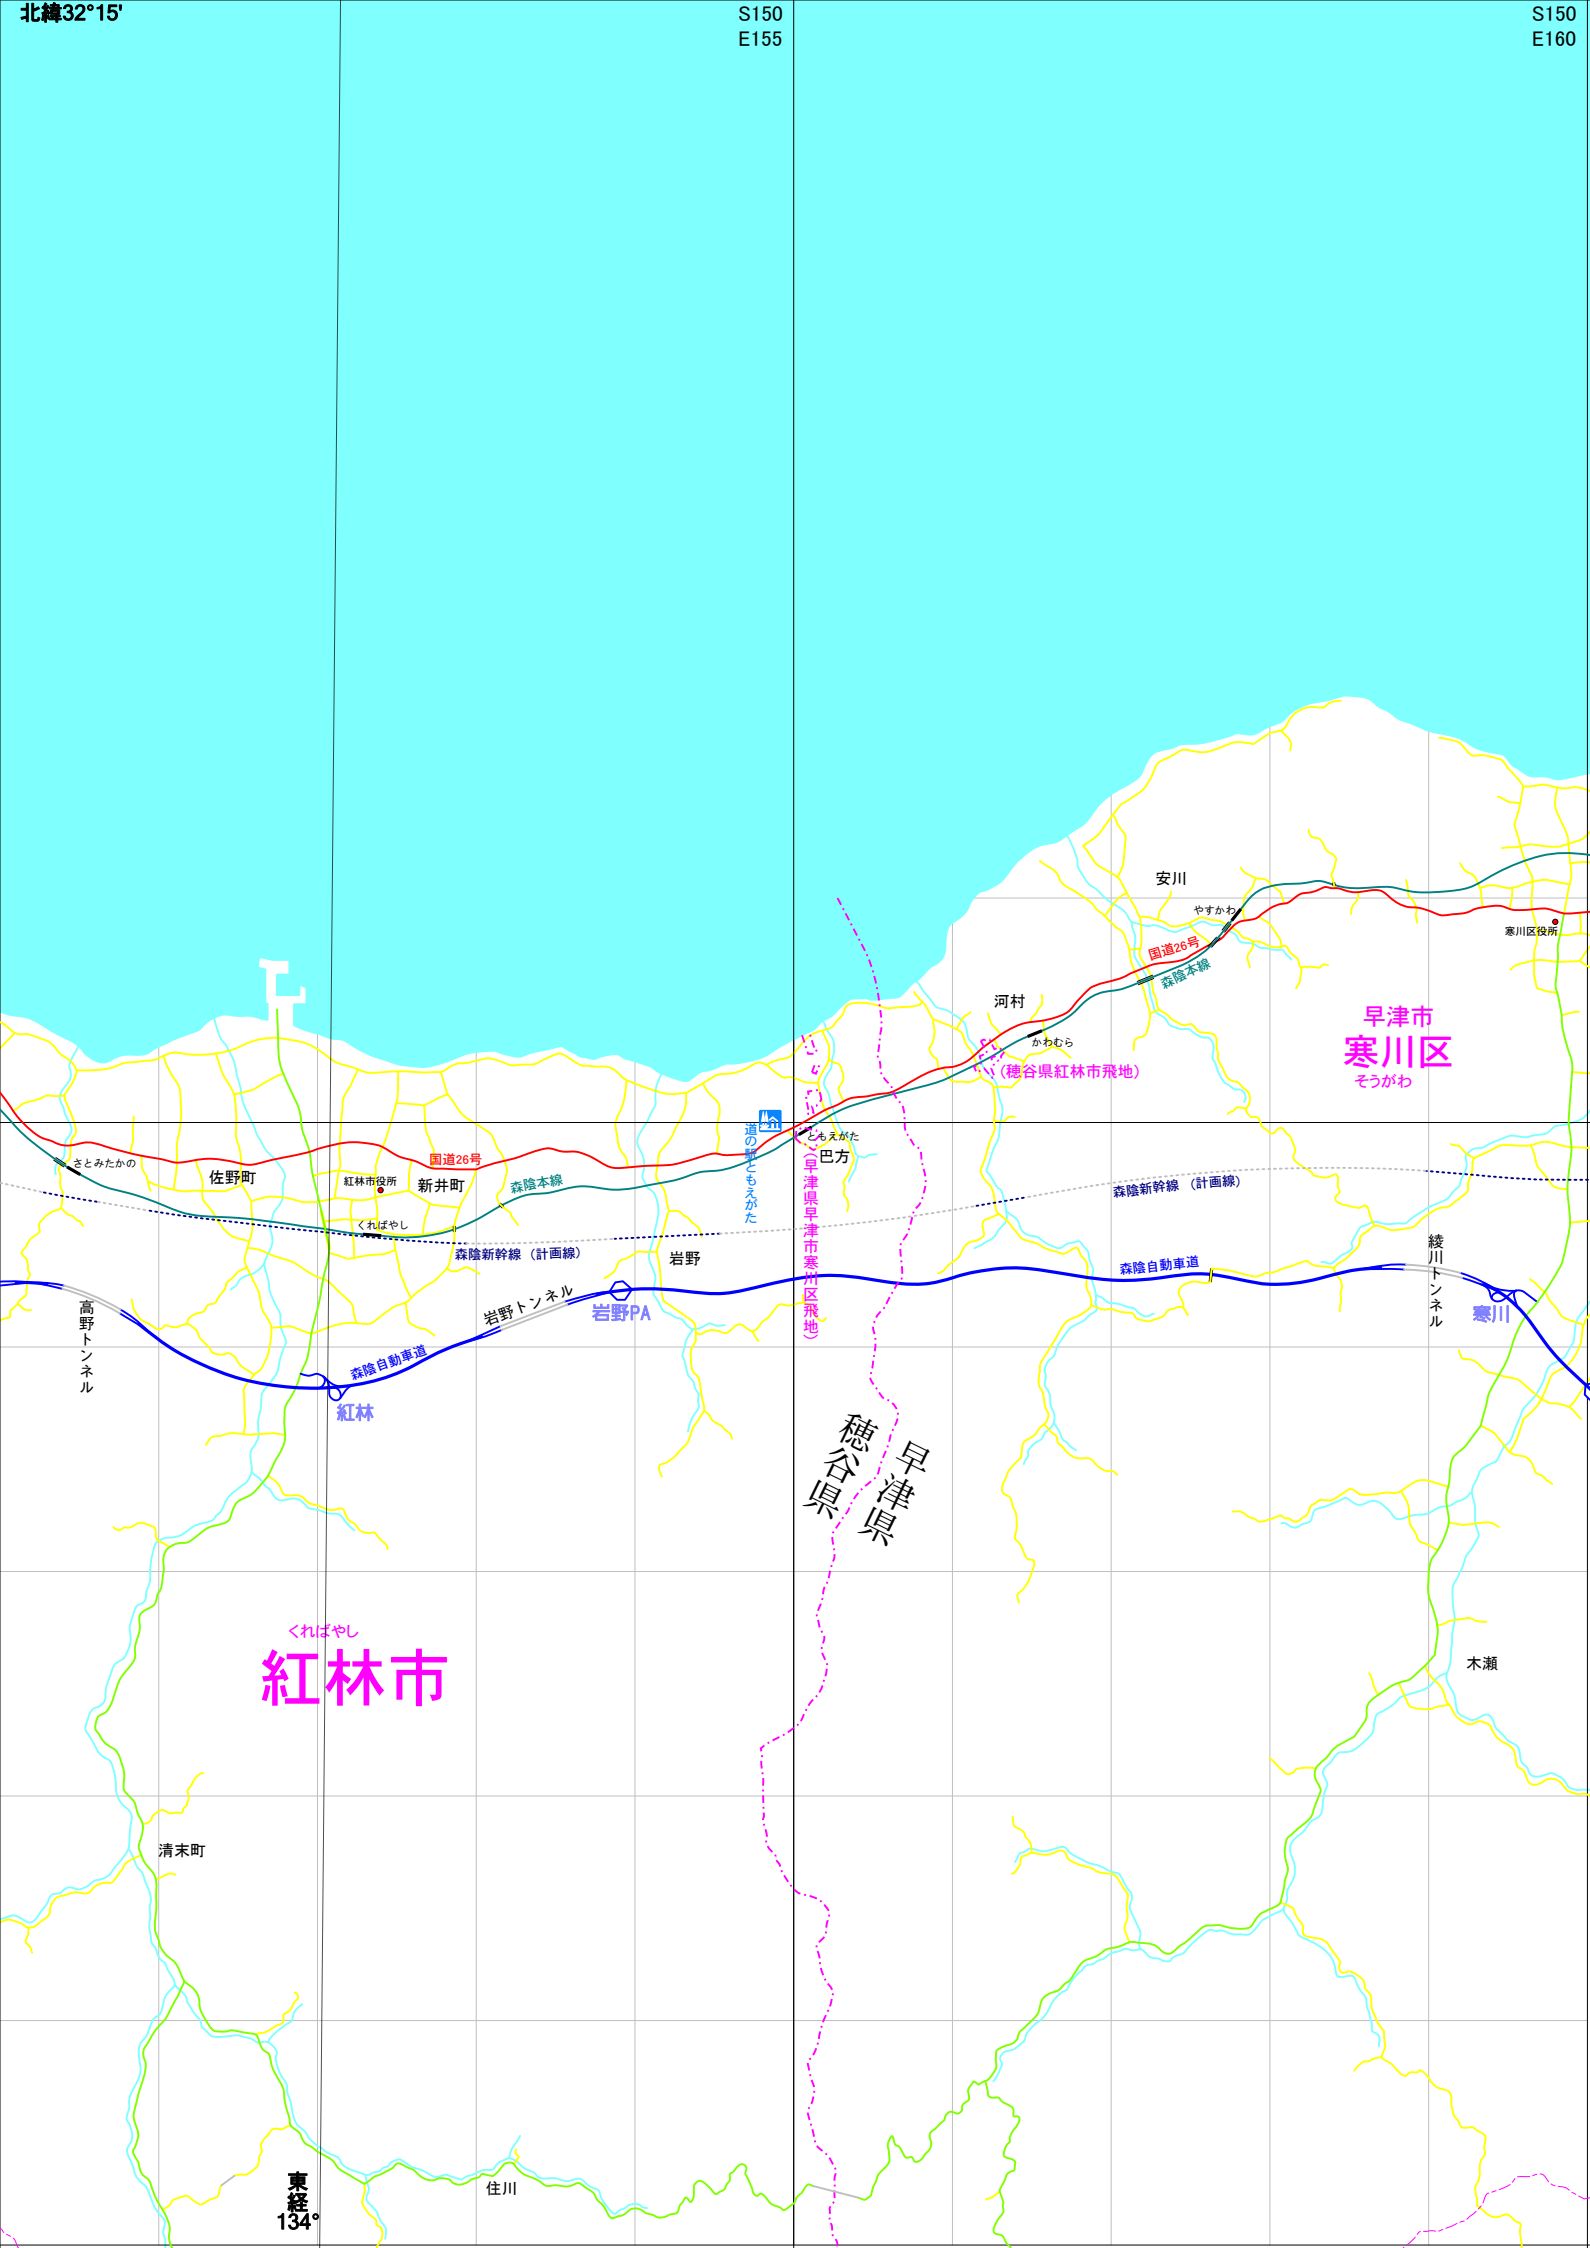 北緯32°15'
S150
E155
S150
E160
安川
やすかわ
国道26号
森陰本線
寒川区役所
河村
かわむら
早津市
寒川区
そうがわ
(穂谷県紅林市飛地)
さとみたかの
佐野町
紅林市役所
新井町
国道26号
森陰本線
くればやし
森陰新幹線（計画線）
道の駅ともえがた
ともえがた
巴方
(早津県早津市寒川区飛地)
森陰新幹線（計画線）
岩野
高野トンネル
岩野トンネル
岩野PA
森陰自動車道
紅林
森陰自動車道
綾川トンネル
寒川
穂谷県
早津県
くればやし
紅林市
木瀬
清末町
住川
東経
134°